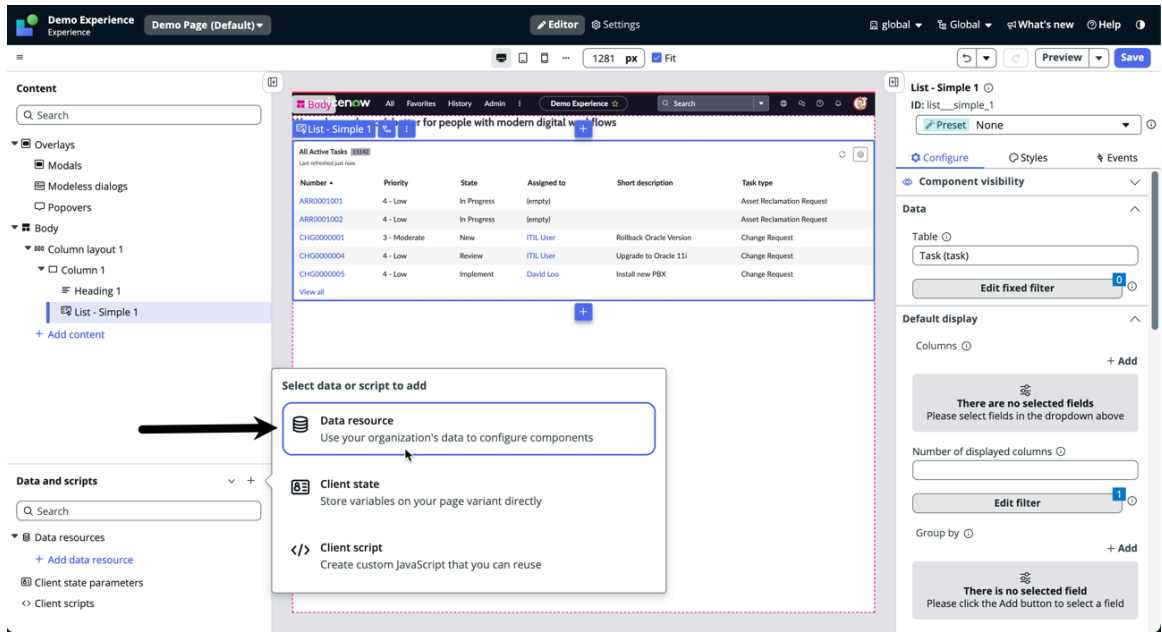 Demo Experience
Experience
Demo Page (Default)
Editor
Settings
global
Global
What's new
Help
1281 px
Fit
Preview
Save
Content
Search
Overlays
Modals
Modeless dialogs
Popovers
Body
Column layout 1
Column 1
Heading 1
List - Simple 1
+ Add content
Data and scripts
Search
Data resources
+ Add data resource
Client state parameters
Client scripts
Body
All Favorites History Admin
Demo Experience
Search
List - Simple 1
for people with modern digital
All Active Tasks
Last refreshed just now
Number Priority State Assigned to Short description Task type
ARR0001001 4 - Low In Progress (empty) Asset Reclamation Request
ARR0001002 4 - Low In Progress (empty) Asset Reclamation Request
CHG0000001 3 - Moderate New ITIL User Rollback Oracle Version Change Request
CHG0000004 4 - Low Review ITIL User Upgrade to Oracle 11i Change Request
CHG0000005 4 - Low Implement David Loo Install new PBX Change Request
View all
Select data or script to add
Data resource
Use your organization's data to configure components
Client state
Store variables on your page variant directly
Client script
Create custom JavaScript that you can reuse
List - Simple 1
ID: list__simple_1
Preset None
Configure
Styles
Events
Component visibility
Data
Table
Task (task)
Edit fixed filter
0
Default display
Columns
+ Add
There are no selected fields
Please select fields in the dropdown above
Number of displayed columns
Edit filter
1
Group by
+ Add
There is no selected field
Please click the Add button to select a field